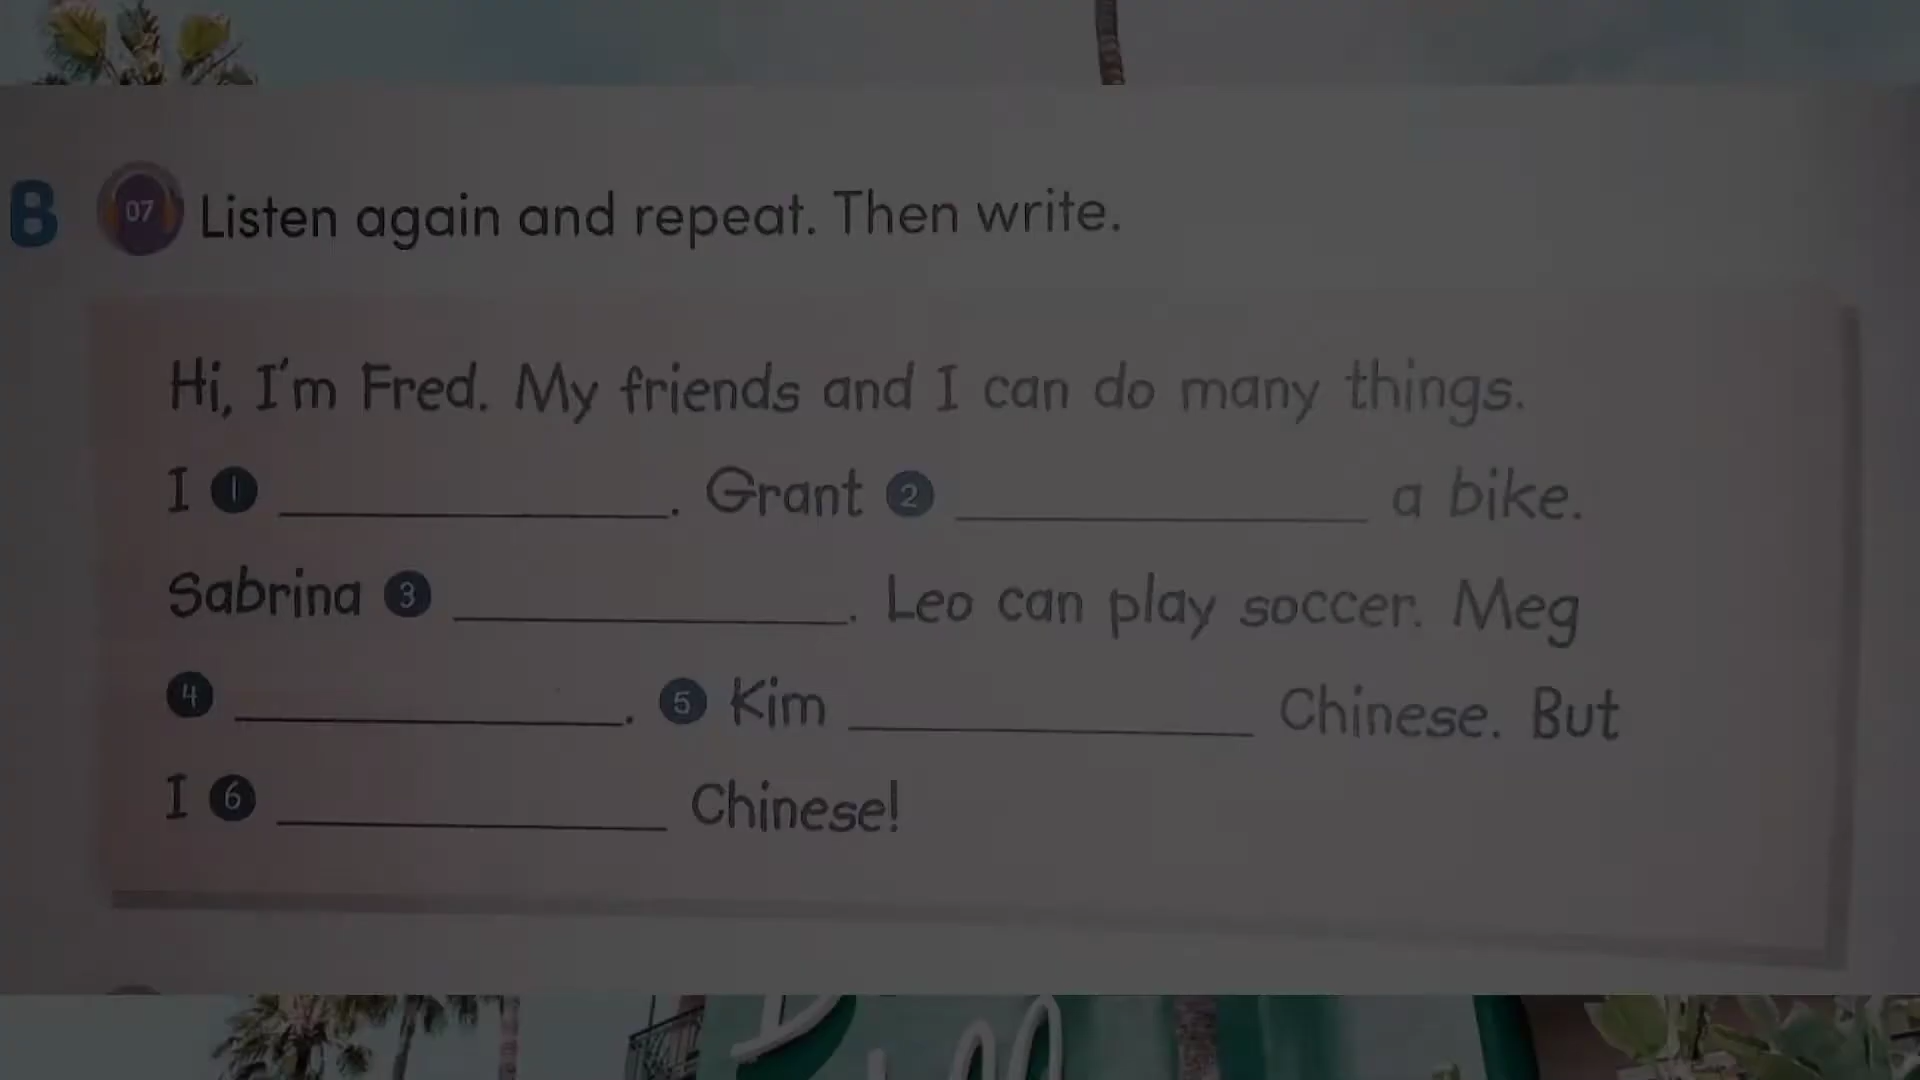 B 07 Listen again and repeat. Then write.
Hi, I'm Fred. My friends and I can do many things.
I 1 ____________. Grant 2 ____________ a bike.
Sabrina 3 ____________. Leo can play soccer. Meg
4 ____________. 5 Kim ____________ Chinese. But
I 6 ____________ Chinese!